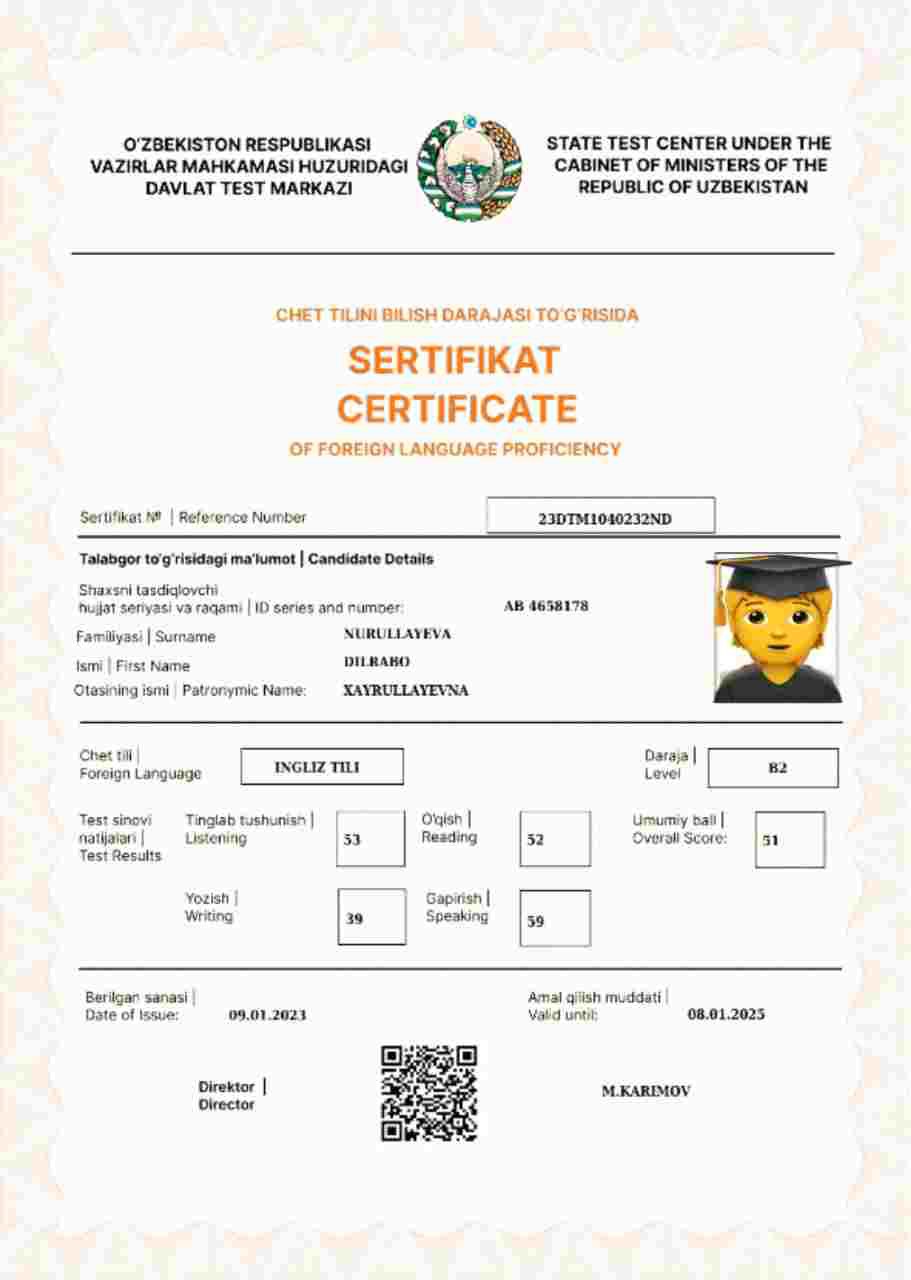 O'ZBEKISTON RESPUBLIKASI
VAZIRLAR MAHKAMASI HUZURIDAGI
DAVLAT TEST MARKAZI
STATE TEST CENTER UNDER THE
CABINET OF MINISTERS OF THE
REPUBLIC OF UZBEKISTAN
CHET TILINI BILISH DARAJASI TO'G'RISIDA
SERTIFIKAT
CERTIFICATE
OF FOREIGN LANGUAGE PROFICIENCY
Sertifikat № | Reference Number 23DTM1040232ND
Talabgor to'g'risidagi ma'lumot | Candidate Details
Shaxsni tasdiqlovchi
hujjat seriyasi va raqami | ID series and number: AB 4658178
Familiyasi | Surname NURULLAYEVA
Ismi | First Name DILRABO
Otasining ismi | Patronymic Name: XAYRULLAYEVNA
Chet tili |
Foreign Language
INGLIZ TILI
Daraja |
Level
B2
Test sinovi
natijalari |
Test Results
Tinglab tushunish |
Listening
53
O'qish |
Reading
52
Umumiy ball |
Overall Score:
51
Yozish |
Writing
39
Gapirish |
Speaking
59
Berilgan sanasi |
Date of Issue: 09.01.2023
Amal qilish muddati |
Valid until: 08.01.2025
Direktor |
Director
M.KARIMOV